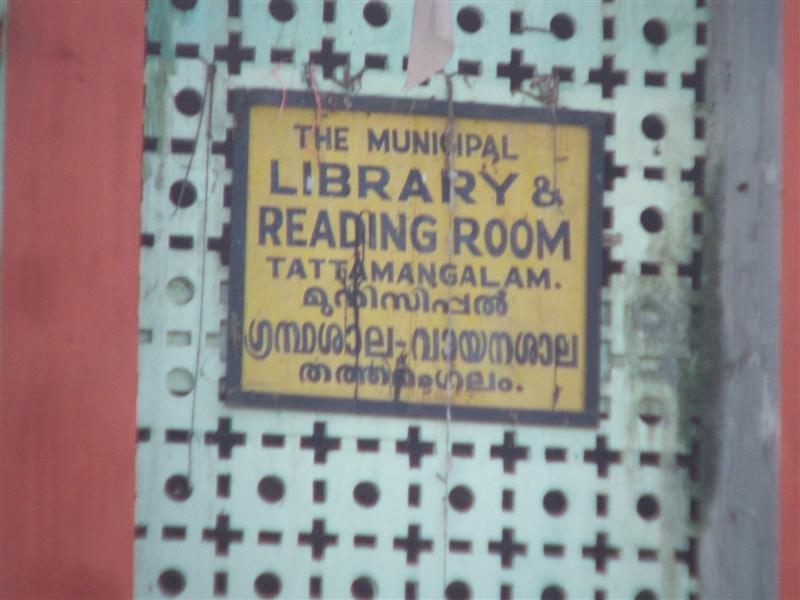 THE MUNICIPAL
LIBRARY &
READING ROOM
TATTAMANGALAM.
മുനിസിപ്പൽ
ഗ്രന്ഥശാല-വായനശാല
തത്തമംഗലം.